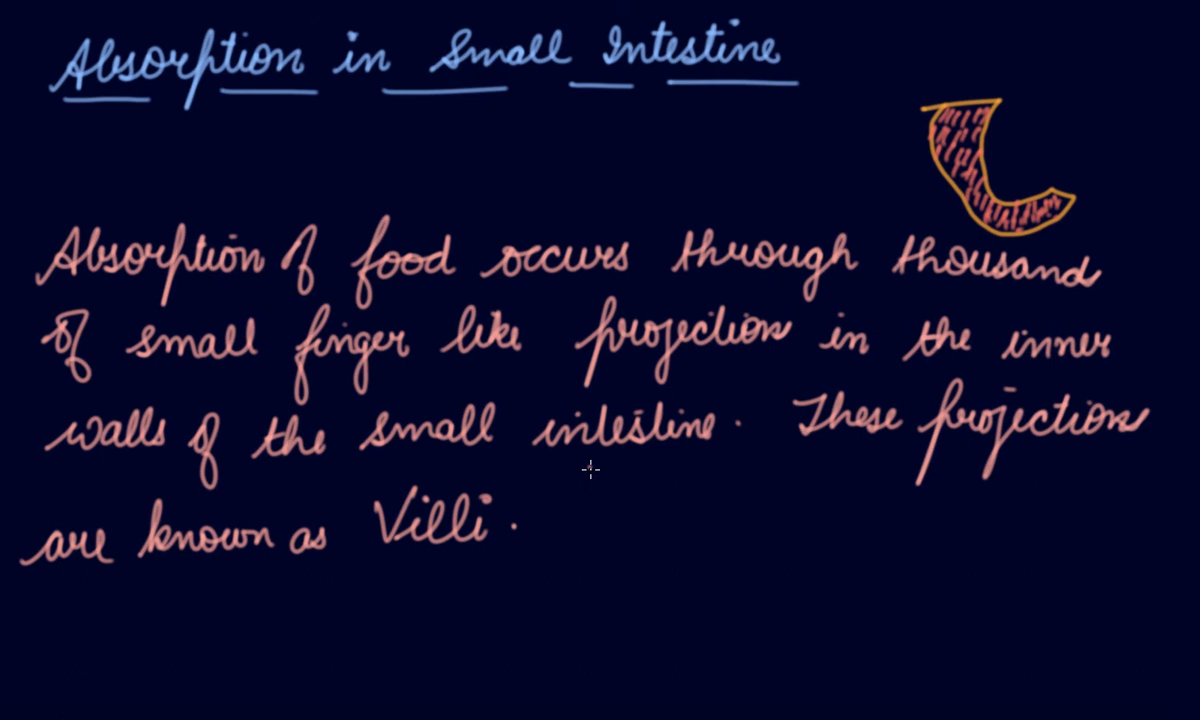 Absorption in Small Intestine
Absorption of food occurs through thousand
of small finger like projections in the inner
walls of the small intestine. These projections
are known as Villi.